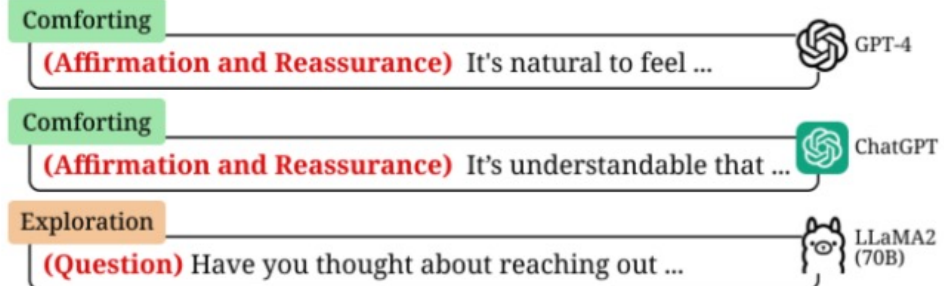 Comforting
(Affirmation and Reassurance) It's natural to feel ...
GPT-4
Comforting
(Affirmation and Reassurance) It’s understandable that ...
ChatGPT
Exploration
(Question) Have you thought about reaching out ...
LLaMA2
(70B)